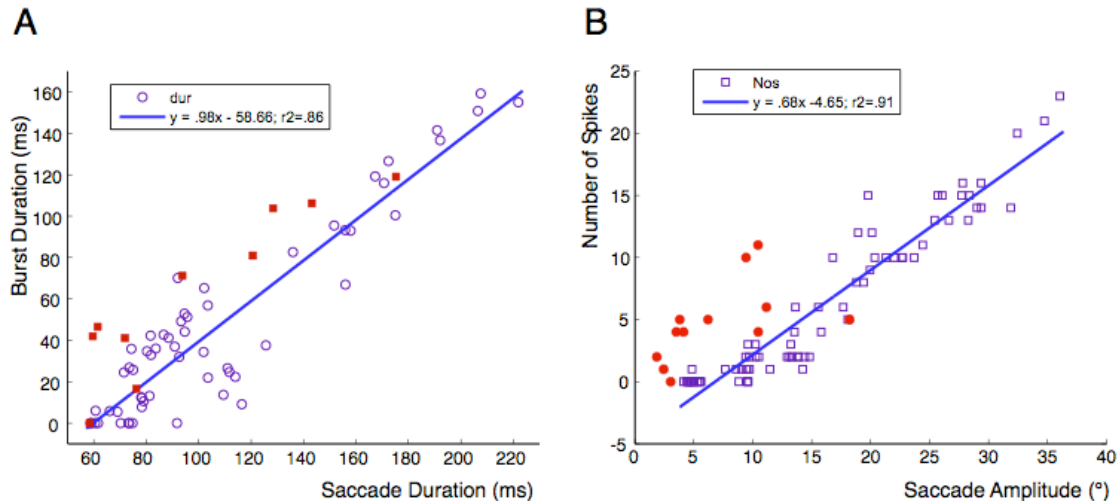 A
dur
y = .98x - 58.66; r2=.86
Burst Duration (ms)
160
140
120
100
80
60
40
20
0
60 80 100 120 140 160 180 200 220
Saccade Duration (ms)
B
Nos
y = .68x -4.65; r2=.91
Number of Spikes
25
20
15
10
5
0
-5
0 5 10 15 20 25 30 35 40
Saccade Amplitude (°)